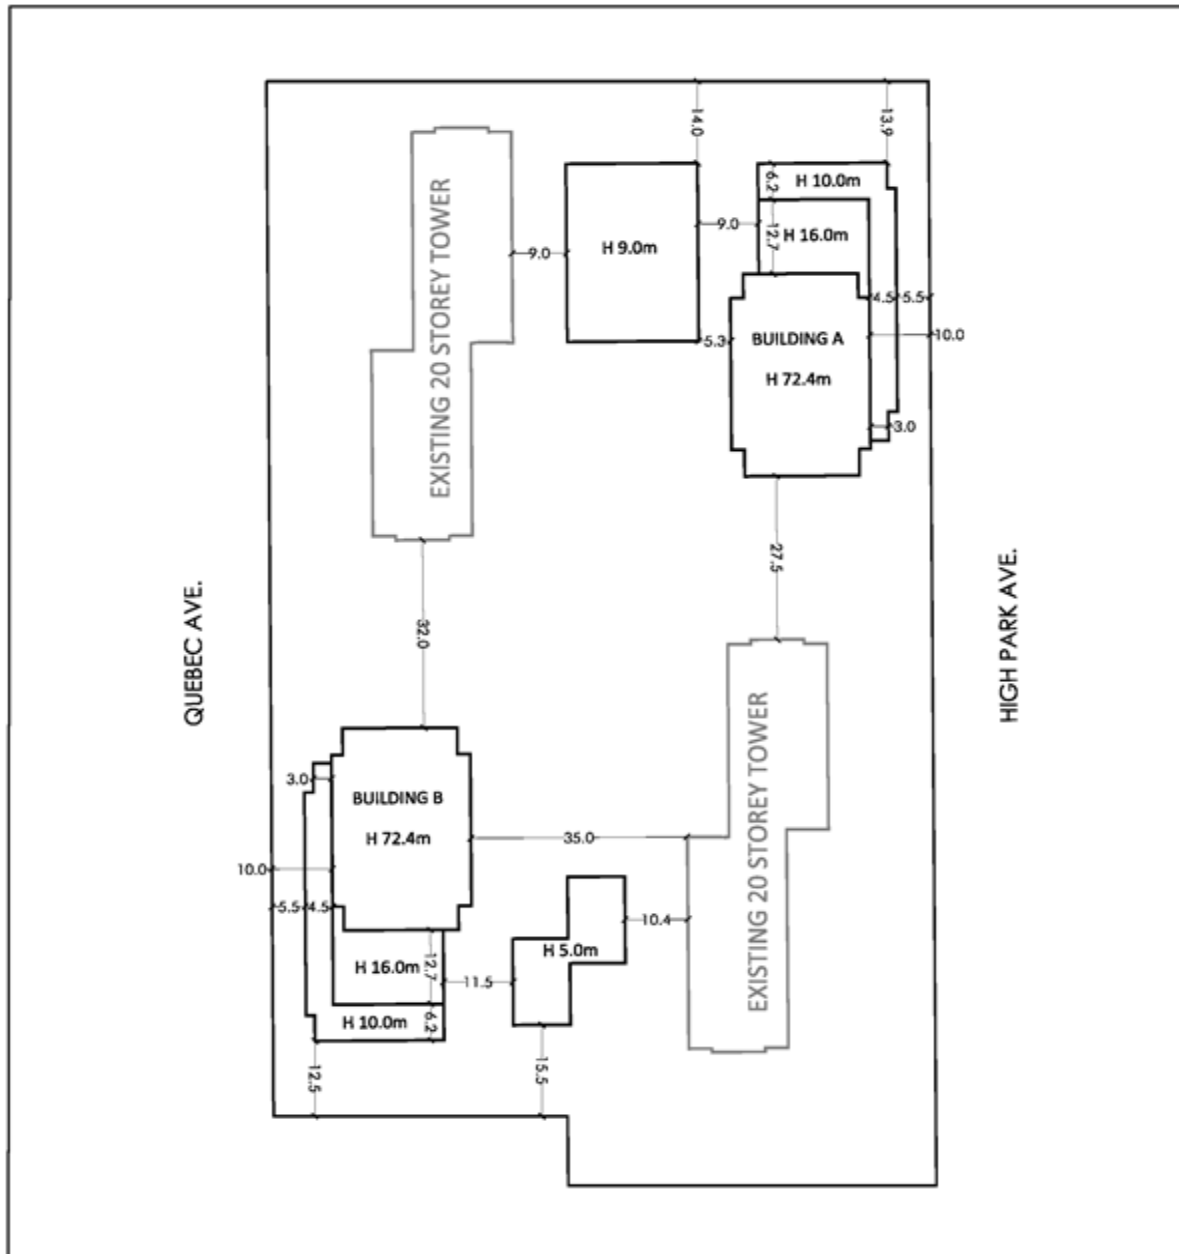 14.0
13.9
6.2
H 10.0m
9.0
12.7
H 16.0m
9.0
H 9.0m
EXISTING 20 STOREY TOWER
4.5
5.5
5.3
BUILDING A
10.0
H 72.4m
3.0
27.5
QUEBEC AVE.
HIGH PARK AVE.
32.0
3.0
BUILDING B
H 72.4m
35.0
EXISTING 20 STOREY TOWER
10.0
5.5
4.5
10.4
H 5.0m
H 16.0m
12.7
11.5
H 10.0m
6.2
12.5
15.5